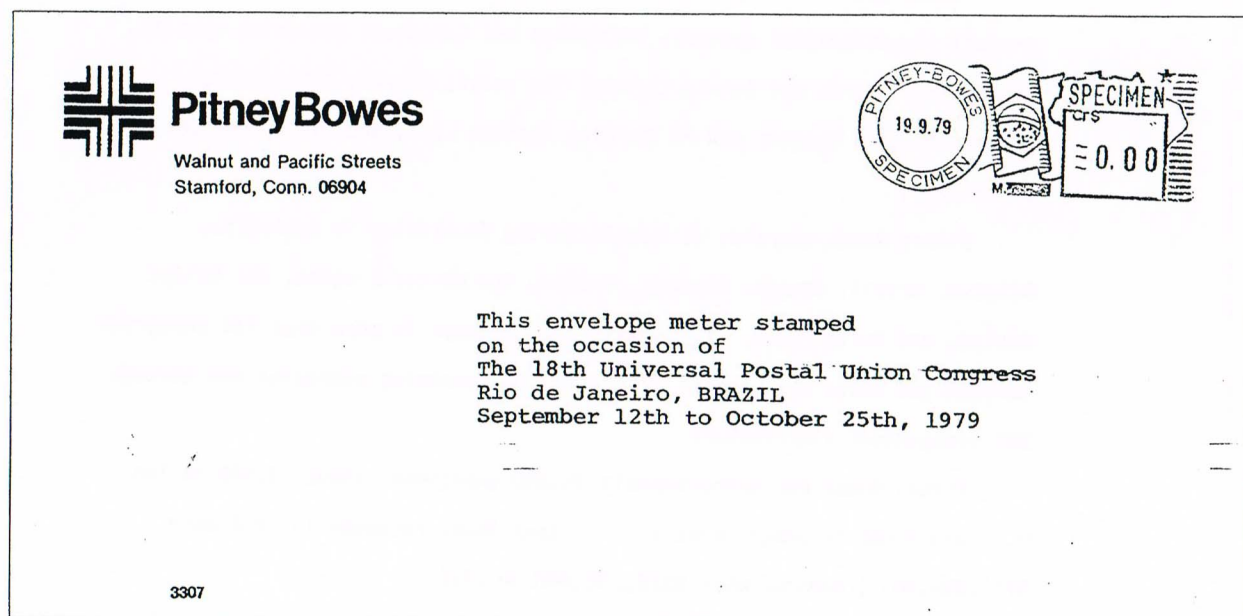 PitneyBowes
Walnut and Pacific Streets
Stamford, Conn. 06904
PITNEY-BOWES
19.9.79
SPECIMEN
SPECIMEN
Crs
0.00
M.
This envelope meter stamped
on the occasion of
The 18th Universal Postal Union Congress
Rio de Janeiro, BRAZIL
September 12th to October 25th, 1979
3307